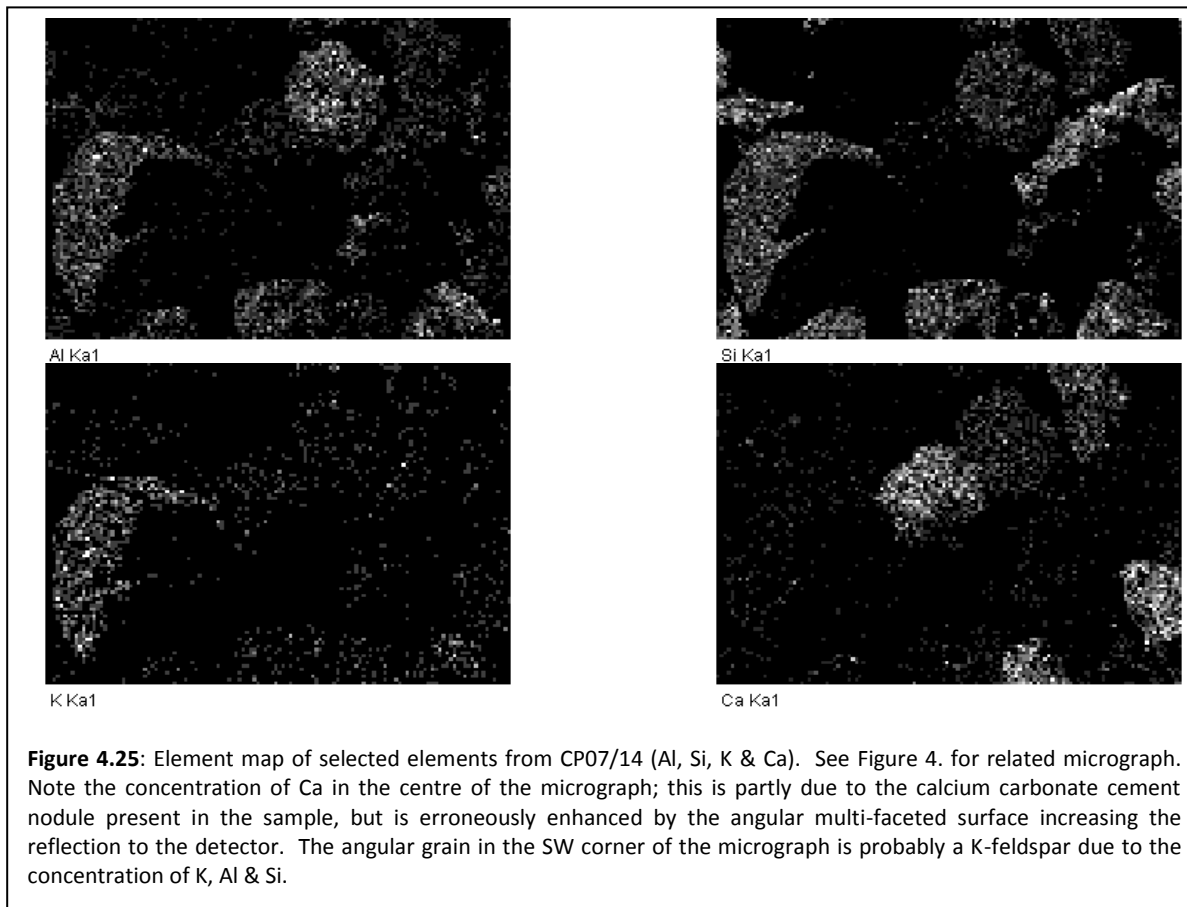 Al Ka1
Si Ka1
K Ka1
Ca Ka1
Figure 4.25: Element map of selected elements from CP07/14 (Al, Si, K & Ca). See Figure 4. for related micrograph.
Note the concentration of Ca in the centre of the micrograph; this is partly due to the calcium carbonate cement
nodule present in the sample, but is erroneously enhanced by the angular multi-faceted surface increasing the
reflection to the detector. The angular grain in the SW corner of the micrograph is probably a K-feldspar due to the
concentration of K, Al & Si.